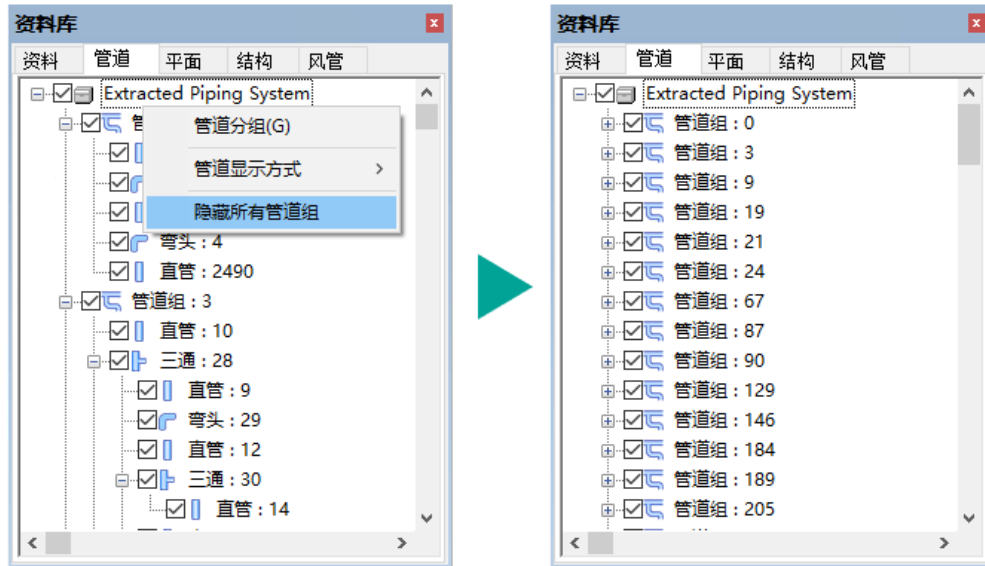 资料库
资料 管道 平面 结构 风管
Extracted Piping System
管道分组(G)
管道显示方式
隐藏所有管道组
弯头：4
直管：2490
管道组：3
直管：10
三通：28
直管：9
弯头：29
直管：12
三通：30
直管：14
资料库
资料 管道 平面 结构 风管
Extracted Piping System
管道组：0
管道组：3
管道组：9
管道组：19
管道组：21
管道组：24
管道组：67
管道组：87
管道组：90
管道组：129
管道组：146
管道组：184
管道组：189
管道组：205